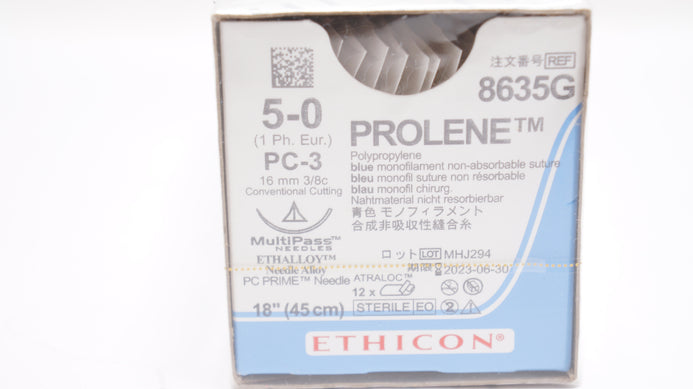 注文番号 REF
8635G
5-0
(1 Ph. Eur.)
PC-3
16 mm 3/8c
Conventional Cutting
MultiPass™
NEEDLES
ETHALLOY™
Needle Alloy
PC PRIME™ Needle
18" (45 cm)
PROLENE™
Polypropylene
blue monofilament non-absorbable suture
bleu monofil suture non résorbable
blau monofil chirurg.
Nahtmaterial nicht resorbierbar
青色 モノフィラメント
合成非吸収性縫合糸
ロット LOT MHJ294
期限 2023-06-30
ATRALOC™
12 x
STERILE EO
2
ETHICON®